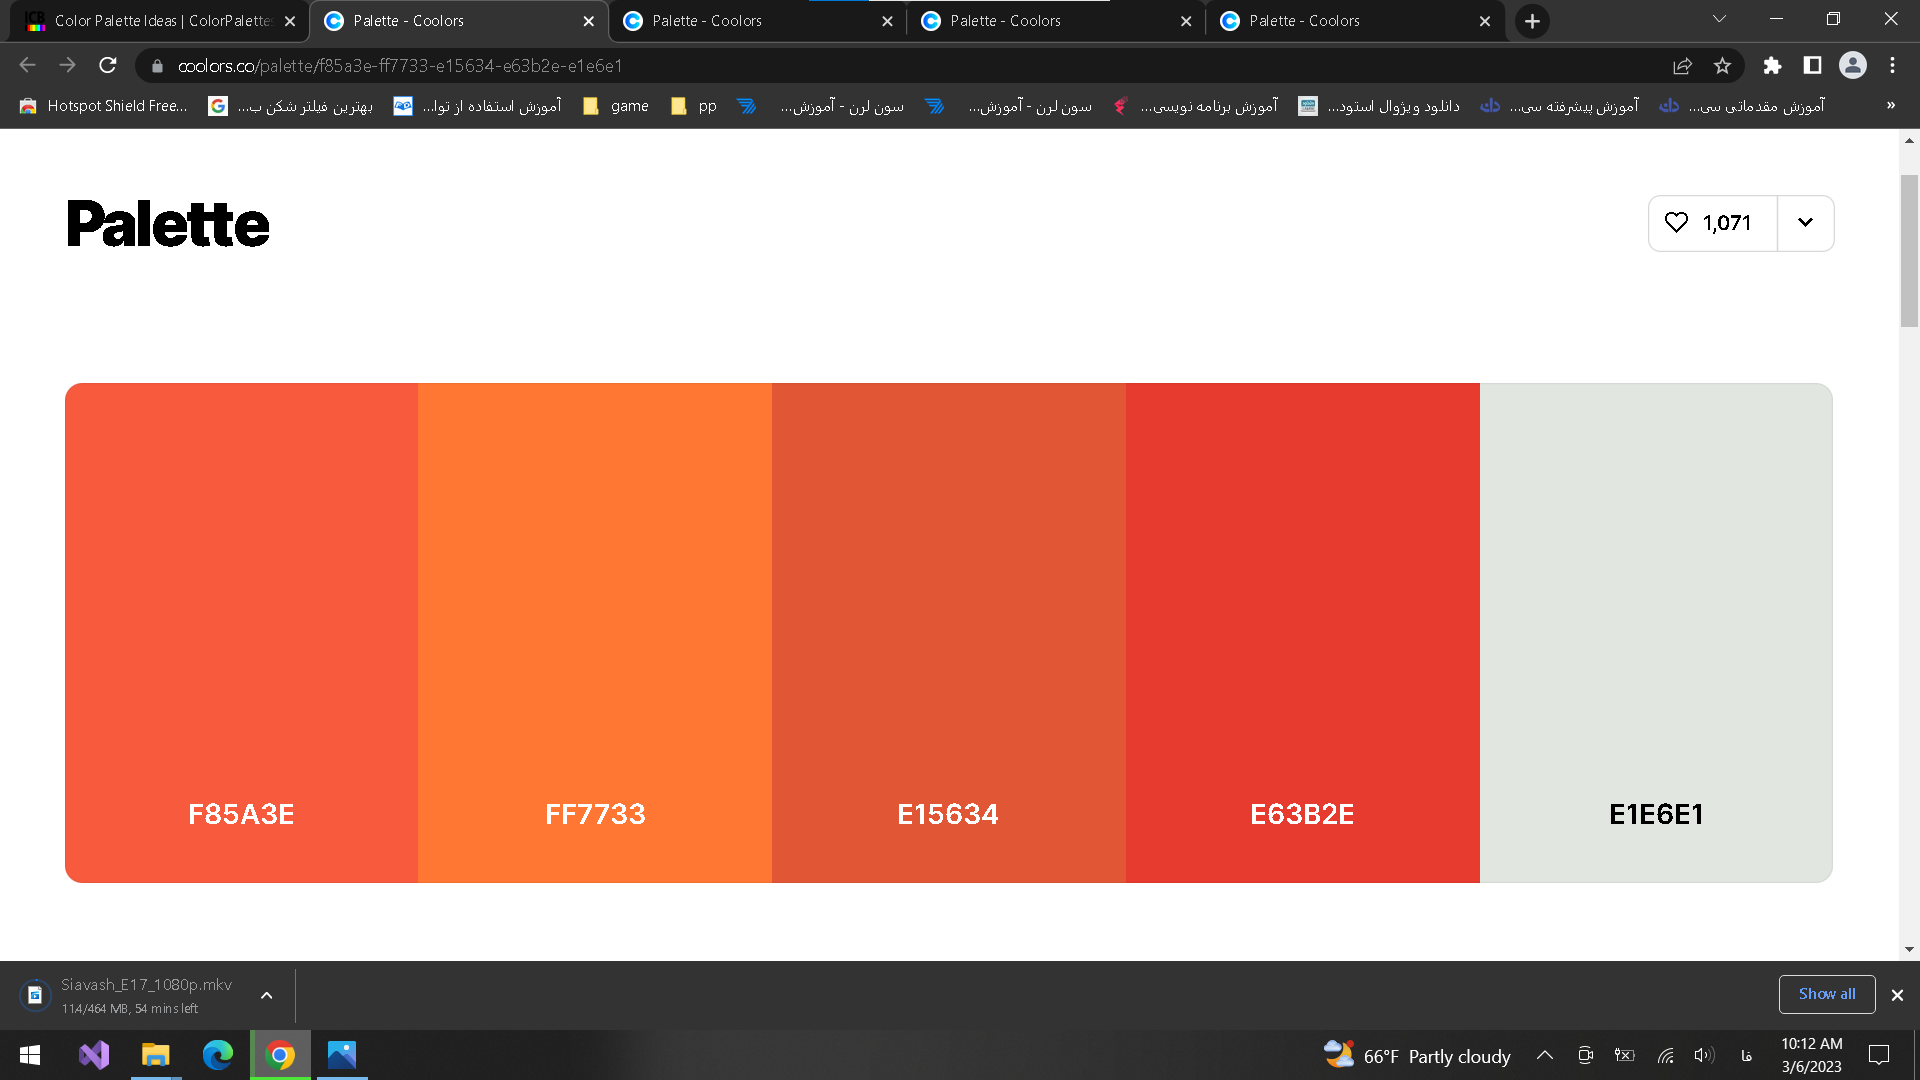 Color Palette Ideas | ColorPalettes
Palette - Coolors
Palette - Coolors
Palette - Coolors
Palette - Coolors
coolors.co/palette/f85a3e-ff7733-e15634-e63b2e-e1e6e1
Hotspot Shield Free...
بهترین فیلتر شکن ب...
آموزش استفاده از توا...
game
pp
سون لرن - آموزش...
سون لرن - آموزش...
آموزش برنامه نویسی...
دانلود ویژوال استود...
آموزش پیشرفته سی...
آموزش مقدماتی سی...
»
Palette
1,071
F85A3E
FF7733
E15634
E63B2E
E1E6E1
Siavash_E17_1080p.mkv
11.4/464 MB, 54 mins left
Show all
66°F Partly cloudy
فا
10:12 AM
3/6/2023